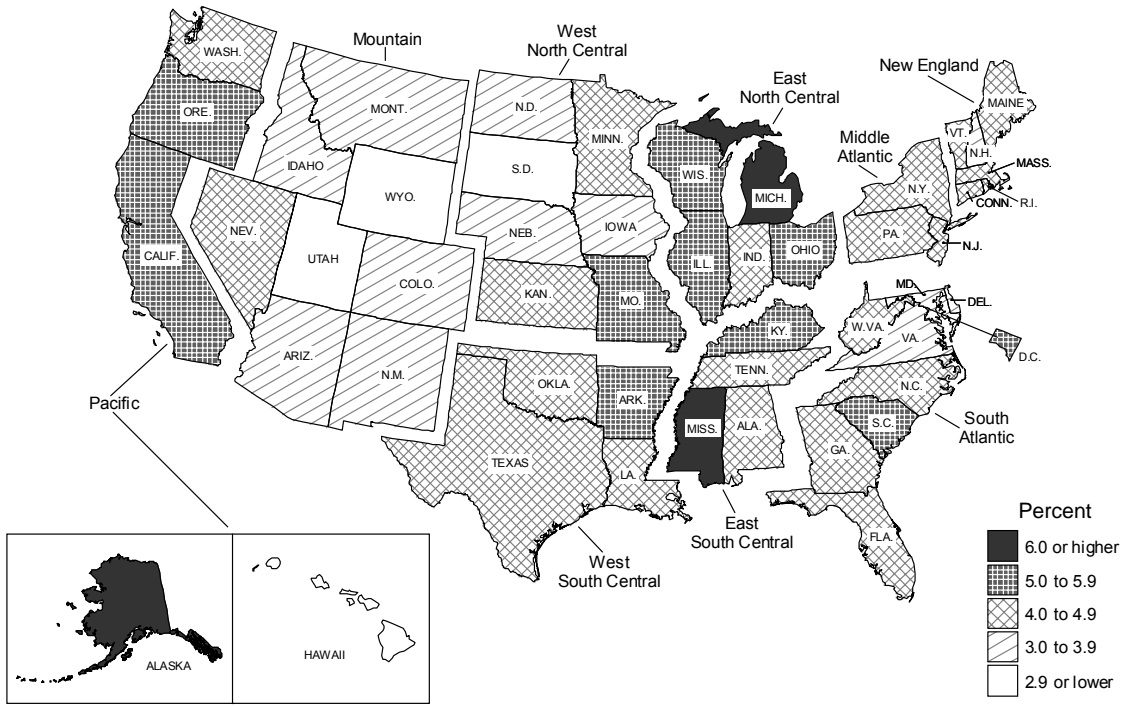 West
North Central
Mountain
WASH.
New England
East
North Central
MONT.
N.D.
MAINE
ORE.
MINN.
Middle
Atlantic
VT.
N.H.
MASS.
IDAHO
S.D.
WIS.
MICH.
N.Y.
CONN.
R.I.
WYO.
NEV.
NEB.
IOWA
PA.
N.J.
CALIF.
UTAH
COLO.
ILL.
IND.
OHIO
KAN.
MO.
MD.
DEL.
W.VA.
VA.
KY.
D.C.
ARIZ.
N.M.
OKLA.
TENN.
N.C.
Pacific
ARK.
MISS.
ALA.
S.C.
South
Atlantic
GA.
TEXAS
LA.
FLA.
East
South Central
West
South Central
Percent
6.0 or higher
5.0 to 5.9
4.0 to 4.9
3.0 to 3.9
2.9 or lower
ALASKA
HAWAII